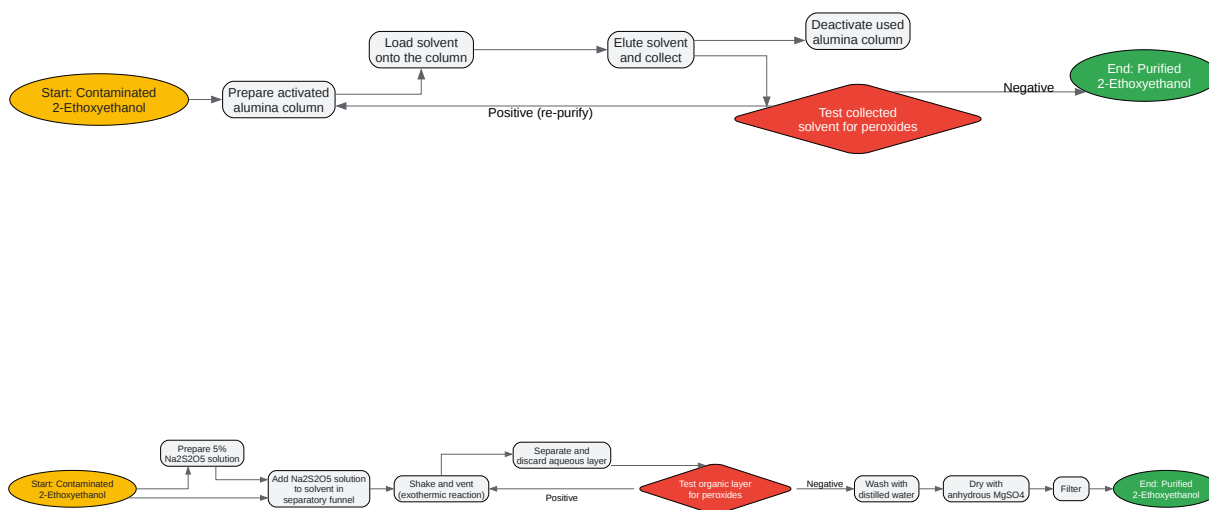 Start: Contaminated
2-Ethoxyethanol
Prepare activated
alumina column
Load solvent
onto the column
Elute solvent
and collect
Deactivate used
alumina column
Test collected
solvent for peroxides
Positive (re-purify)
Negative
End: Purified
2-Ethoxyethanol
Start: Contaminated
2-Ethoxyethanol
Prepare 5%
Na2S2O5 solution
Add Na2S2O5 solution
to solvent in
separatory funnel
Shake and vent
(exothermic reaction)
Separate and
discard aqueous layer
Test organic layer
for peroxides
Positive
Negative
Wash with
distilled water
Dry with
anhydrous MgSO4
Filter
End: Purified
2-Ethoxyethanol